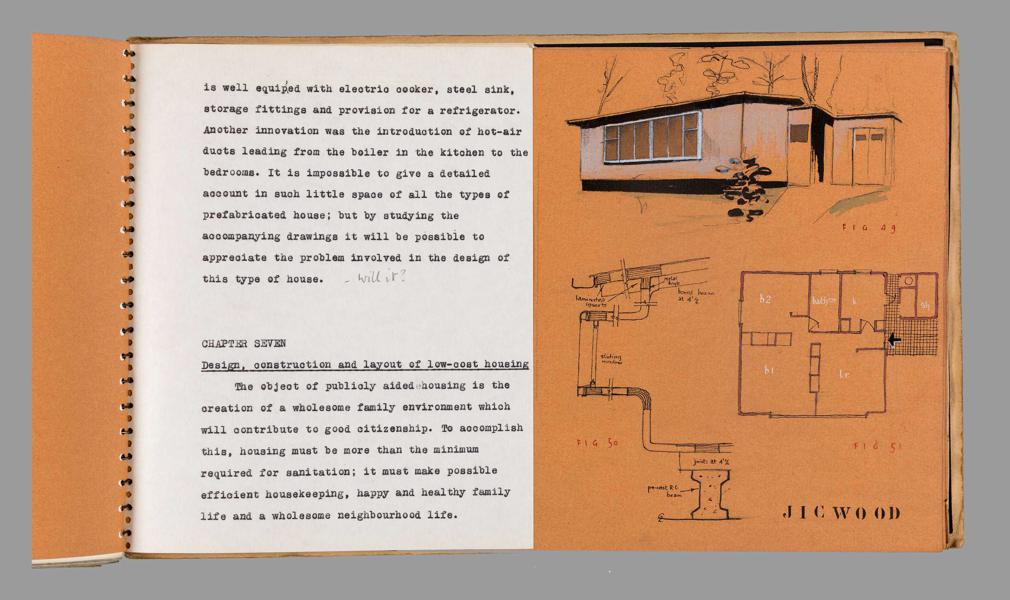 is well equiped with electric cooker, steel sink,
storage fittings and provision for a refrigerator.
Another innovation was the introduction of hot-air
ducts leading from the boiler in the kitchen to the
bedrooms. It is impossible to give a detailed
account in such little space of all the types of
prefabricated house; but by studying the
accompanying drawings it will be possible to
appreciate the problem involved in the design of
this type of house. - will it?
CHAPTER SEVEN
Design, construction and layout of low-cost housing
The object of publicly aided housing is the
creation of a wholesome family environment which
will contribute to good citizenship. To accomplish
this, housing must be more than the minimum
required for sanitation; it must make possible
efficient housekeeping, happy and healthy family
life and a wholesome neighbourhood life.
FIG 49
laminated
metal
at 4'½
sliding
window
FIG 50
joists at 4'½
R.C.
beam
b2
k
sh
b1
lr
FIG 51
JICWOOD